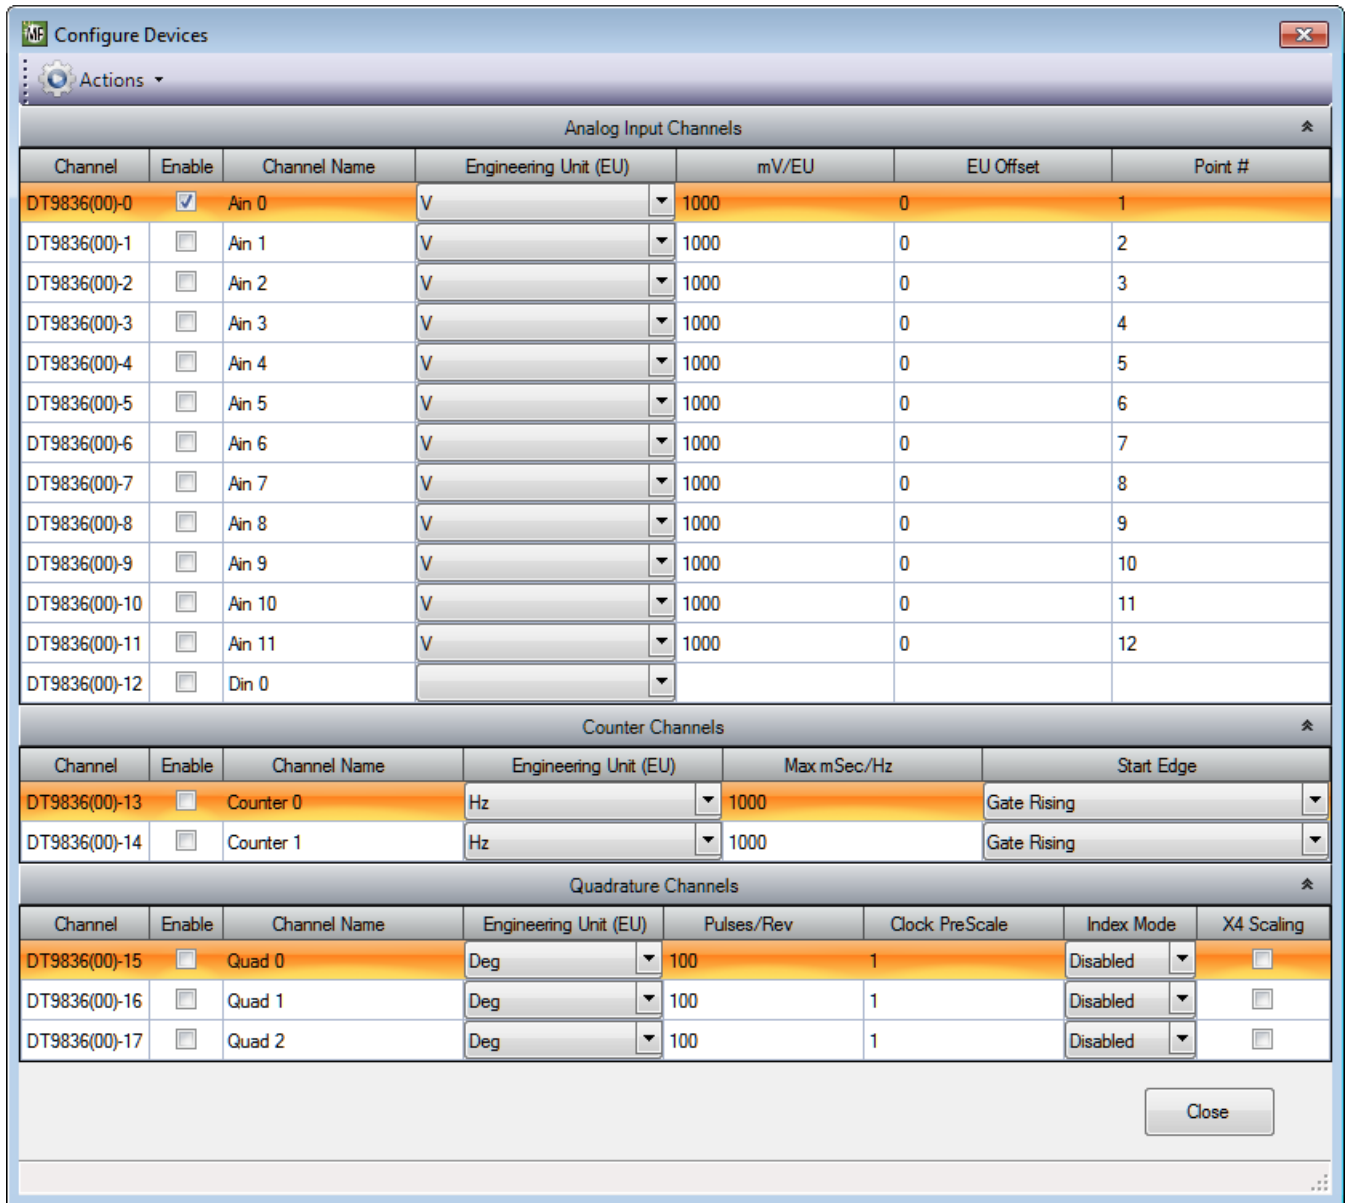 MF Configure Devices
Actions
Analog Input Channels
Channel Enable Channel Name Engineering Unit (EU) mV/EU EU Offset Point #
DT9836(00)-0 Ain 0 V 1000 0 1
DT9836(00)-1 Ain 1 V 1000 0 2
DT9836(00)-2 Ain 2 V 1000 0 3
DT9836(00)-3 Ain 3 V 1000 0 4
DT9836(00)-4 Ain 4 V 1000 0 5
DT9836(00)-5 Ain 5 V 1000 0 6
DT9836(00)-6 Ain 6 V 1000 0 7
DT9836(00)-7 Ain 7 V 1000 0 8
DT9836(00)-8 Ain 8 V 1000 0 9
DT9836(00)-9 Ain 9 V 1000 0 10
DT9836(00)-10 Ain 10 V 1000 0 11
DT9836(00)-11 Ain 11 V 1000 0 12
DT9836(00)-12 Din 0
Counter Channels
Channel Enable Channel Name Engineering Unit (EU) Max mSec/Hz Start Edge
DT9836(00)-13 Counter 0 Hz 1000 Gate Rising
DT9836(00)-14 Counter 1 Hz 1000 Gate Rising
Quadrature Channels
Channel Enable Channel Name Engineering Unit (EU) Pulses/Rev Clock PreScale Index Mode X4 Scaling
DT9836(00)-15 Quad 0 Deg 100 1 Disabled
DT9836(00)-16 Quad 1 Deg 100 1 Disabled
DT9836(00)-17 Quad 2 Deg 100 1 Disabled
Close